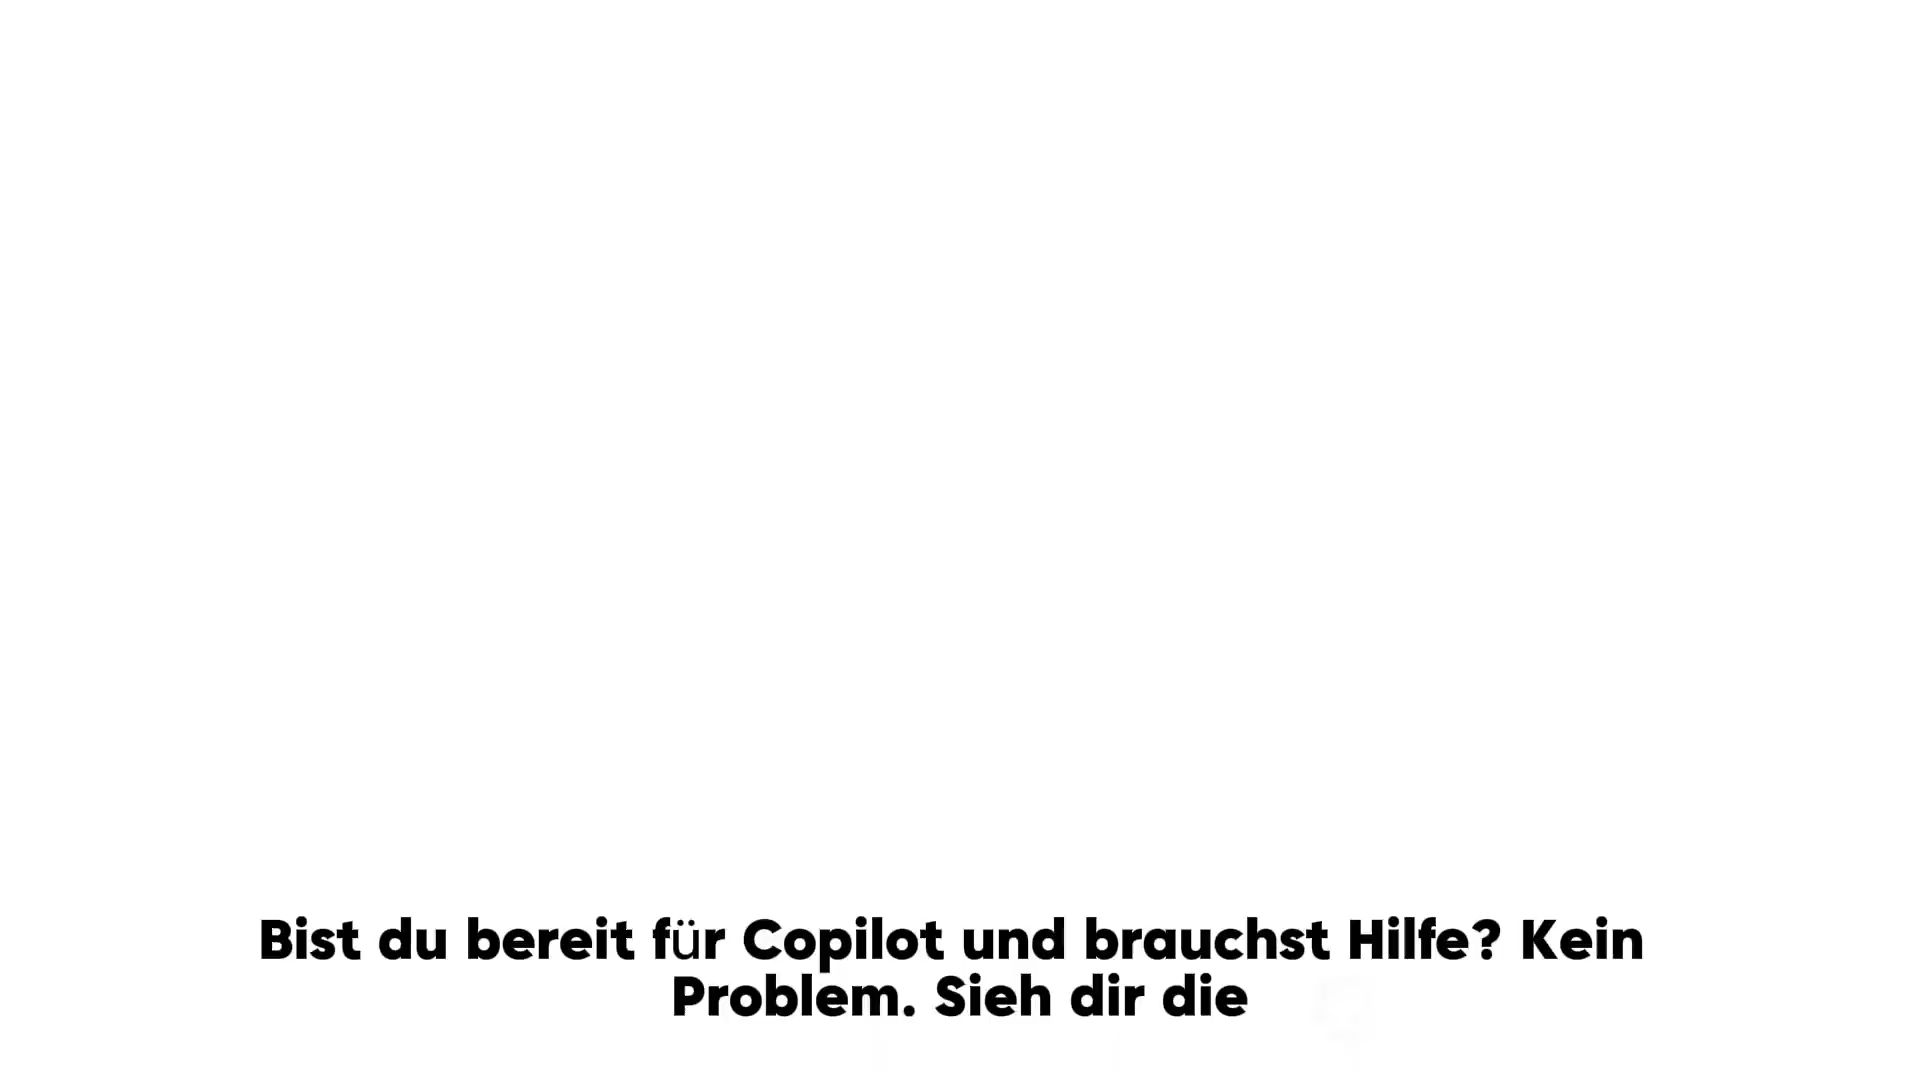 Bist du bereit für Copilot und brauchst Hilfe? Kein
Problem. Sieh dir die